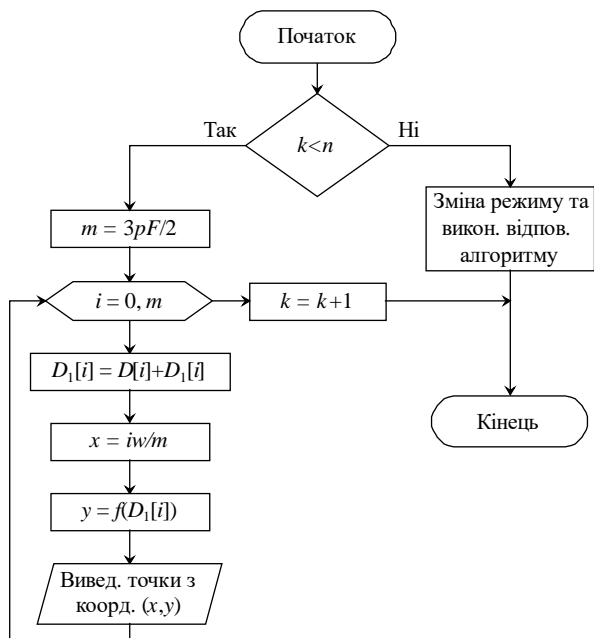 Початок
Так
k<n
Ні
m = 3pF/2
Зміна режиму та
викон. відпов.
алгоритму
i = 0, m
k = k+1
D₁[i] = D[i]+D₁[i]
x = iw/m
Кінець
y = f(D₁[i])
Вивед. точки з
коорд. (x,y)